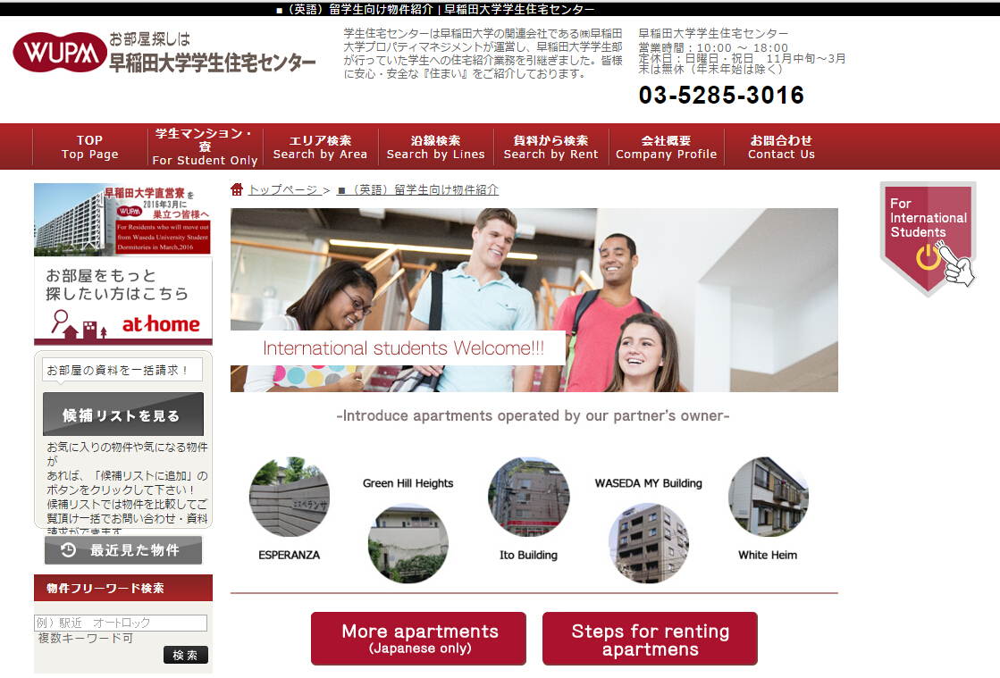 ■（英語）留学生向け物件紹介 | 早稲田大学学生住宅センター
WUPM
お部屋探しは
早稲田大学学生住宅センター
学生住宅センターは早稲田大学の関連会社である㈱早稲田
大学プロパティマネジメントが運営し、早稲田大学学生部
が行っていた学生への住宅紹介業務を引継ぎました。皆様
に安心・安全な『住まい』をご紹介しております。
早稲田大学学生住宅センター
営業時間：10:00 ～ 18:00
定休日：日曜日・祝日　11月中旬～3月
末は無休（年末年始は除く）
03-5285-3016
TOP
Top Page
学生マンション・
寮
For Student Only
エリア検索
Search by Area
沿線検索
Search by Lines
賃料から検索
Search by Rent
会社概要
Company Profile
お問合わせ
Contact Us
早稲田大学直営寮を
2016年3月に
WUPM
巣立つ皆様へ
For Residents who will move out
from Waseda University Student
Dormitories in March,2016
お部屋をもっと
探したい方はこちら
at home
お部屋の資料を一括請求！
候補リストを見る
お気に入りの物件や気になる物件
が
あれば、「候補リストに追加」の
ボタンをクリックして下さい！
候補リストでは物件を比較してご
覧頂け一括でお問い合わせ・資料
請求ができます
最近見た物件
物件フリーワード検索
例）駅近　オートロック
複数キーワード可
検 索
トップページ > ■（英語）留学生向け物件紹介
International students Welcome!!!
-Introduce apartments operated by our partner's owner-
エスペランサ
ESPERANZA
Green Hill Heights
Ito Building
WASEDA MY Building
White Heim
More apartments
(Japanese only)
Steps for renting
apartmens
For
International
Students